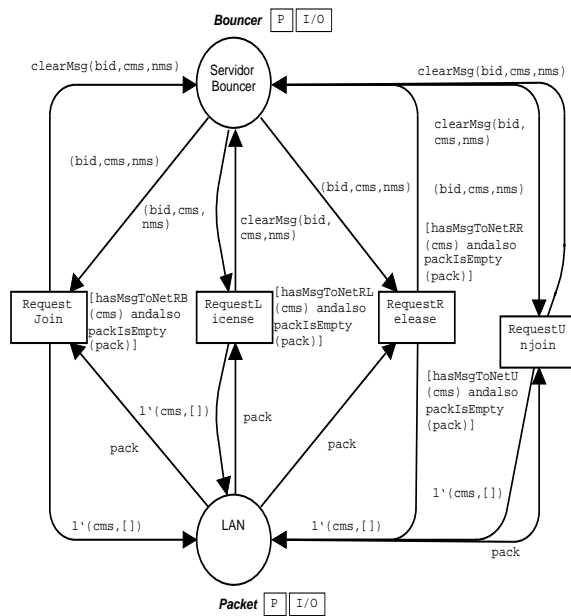 Bouncer P I/O
clearMsg(bid,cms,nms)
Servidor
Bouncer
clearMsg(bid,cms,nms)
clearMsg(bid,
cms,nms)
(bid,cms,nms)
(bid,cms,
nms)
clearMsg(bid,
cms,nms)
(bid,cms,nms)
(bid,cms,nms)
[hasMsgToNetRR
(cms) andalso
packIsEmpty
(pack)]
Request
Join
[hasMsgToNetRB
(cms) andalso
packIsEmpty
(pack)]
RequestL
icense
[hasMsgToNetRL
(cms) andalso
packIsEmpty
(pack)]
RequestR
elease
RequestU
njoin
[hasMsgToNetU
(cms) andalso
packIsEmpty
(pack)]
pack
1`(cms,[])
pack
pack
1`(cms,[])
1`(cms,[])
LAN
1`(cms,[])
pack
Packet P I/O